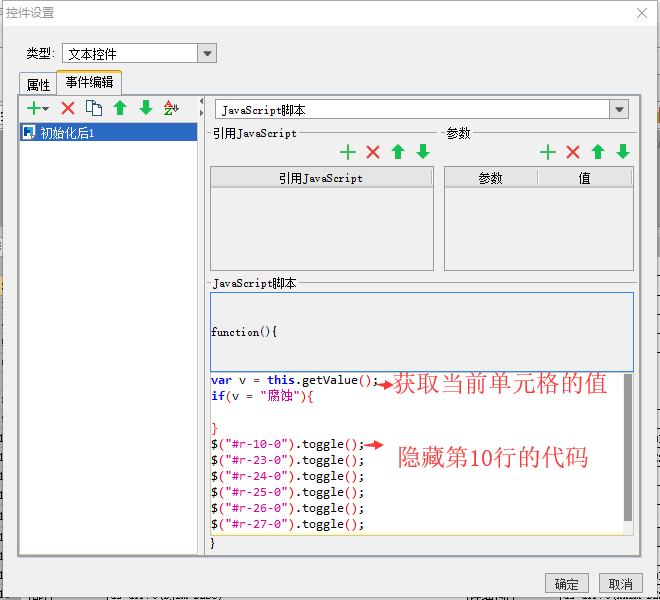 控件设置
类型:
文本控件
属性
事件编辑
初始化后1
JavaScript脚本
引用JavaScript
参数
引用JavaScript
参数
值
JavaScript脚本
function(){
var v = this.getValue();
获取当前单元格的值
if(v = "腐蚀"){
}
$("#r-10-0").toggle();
隐藏第10行的代码
$("#r-23-0").toggle();
$("#r-24-0").toggle();
$("#r-25-0").toggle();
$("#r-26-0").toggle();
$("#r-27-0").toggle();
}
确定
取消